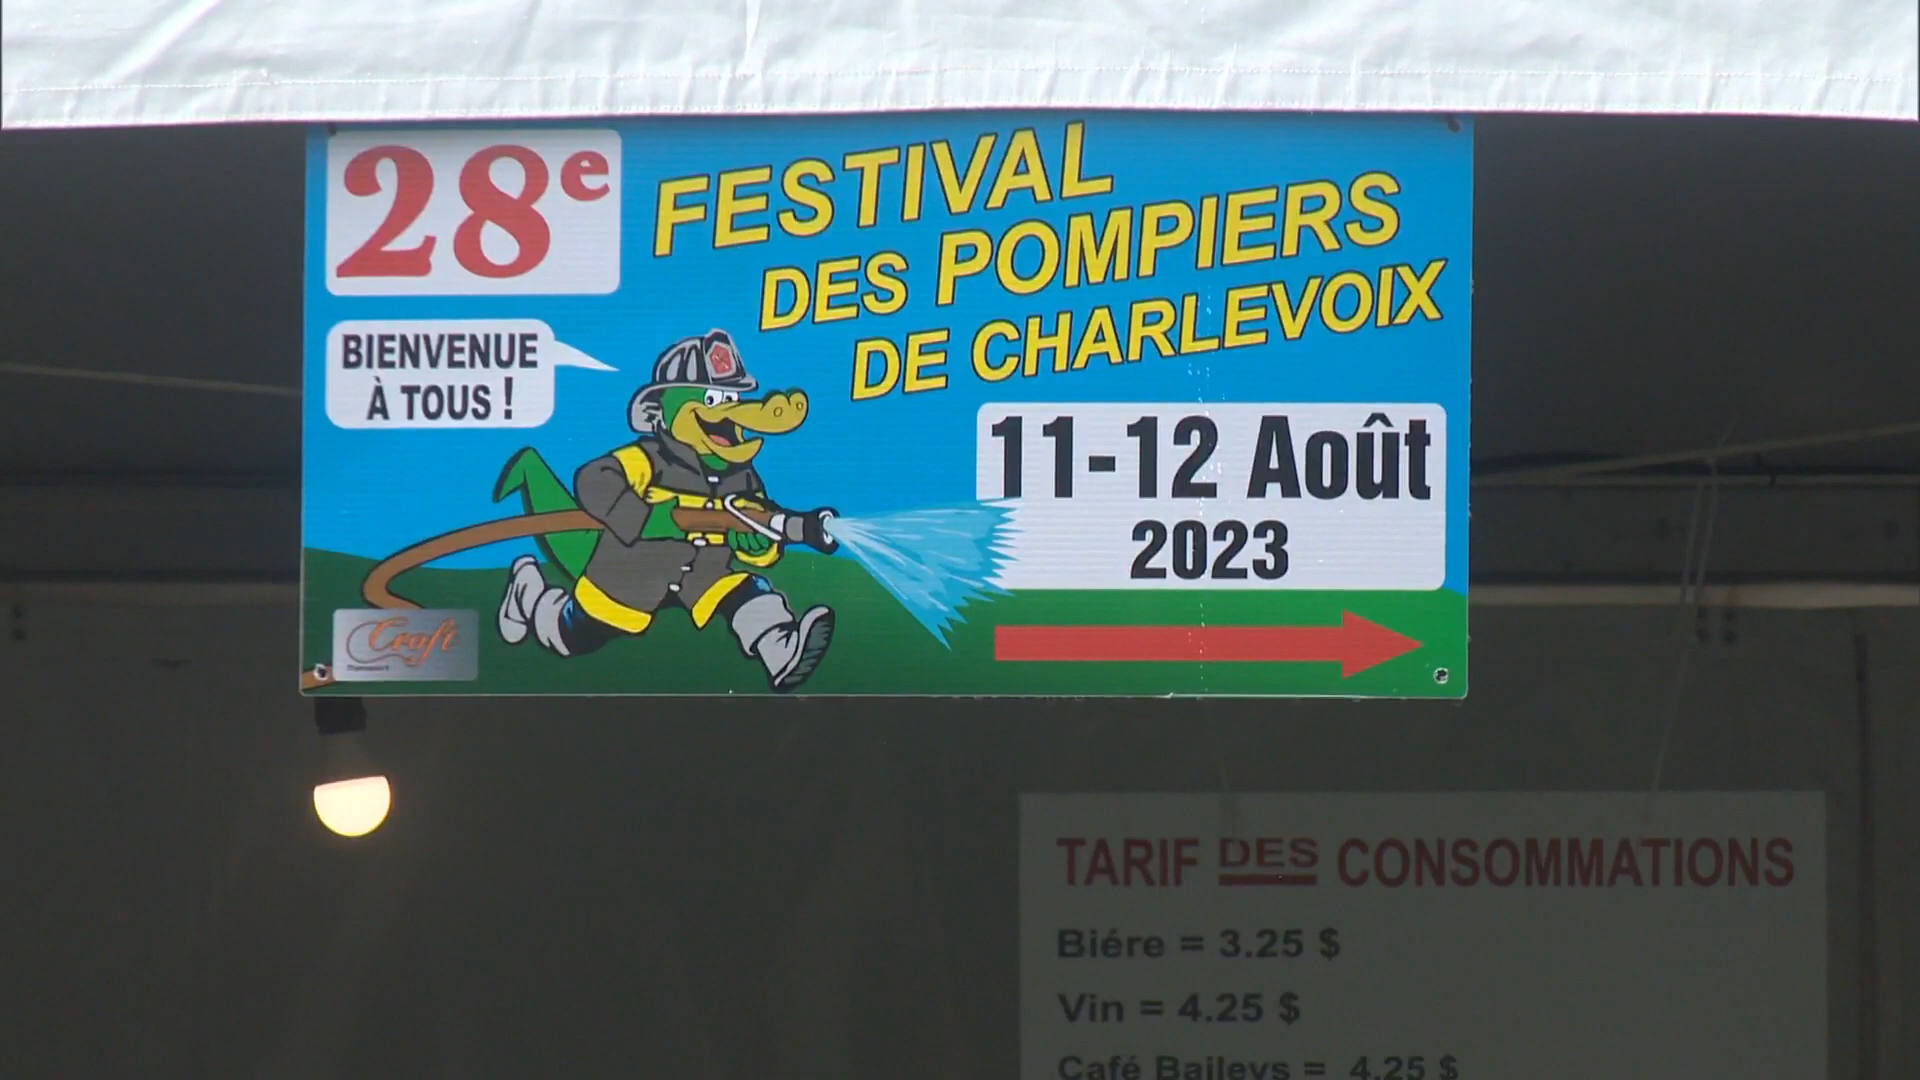 28e
FESTIVAL
DES POMPIERS
DE CHARLEVOIX
BIENVENUE
À TOUS !
11-12 Août
2023
Croft
TARIF DES CONSOMMATIONS
Biére = 3.25 $
Vin = 4.25 $
Café Baileys = 4.25 $